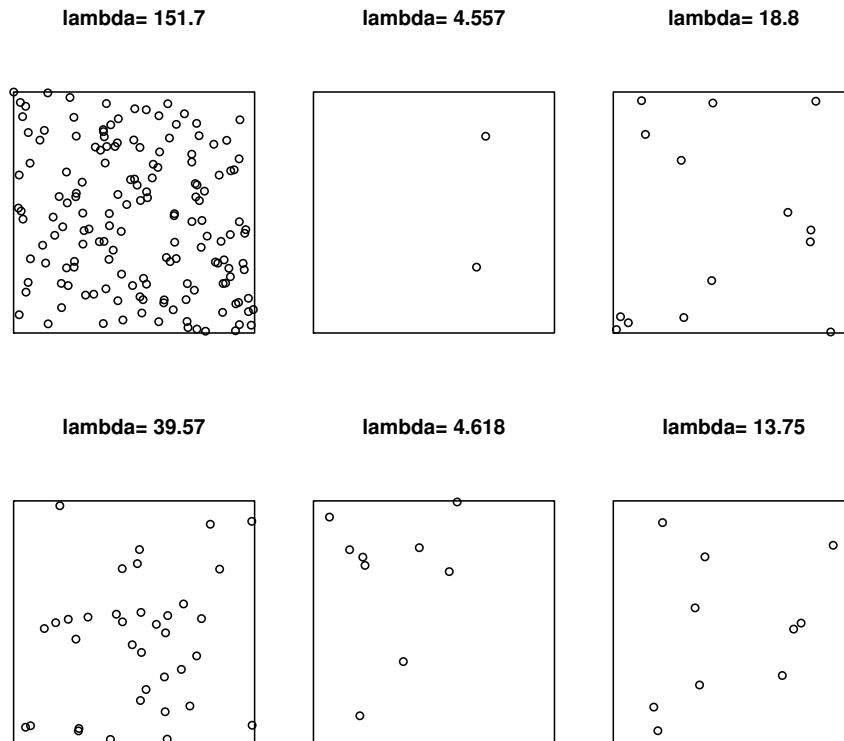 lambda= 151.7
lambda= 4.557
lambda= 18.8
lambda= 39.57
lambda= 4.618
lambda= 13.75